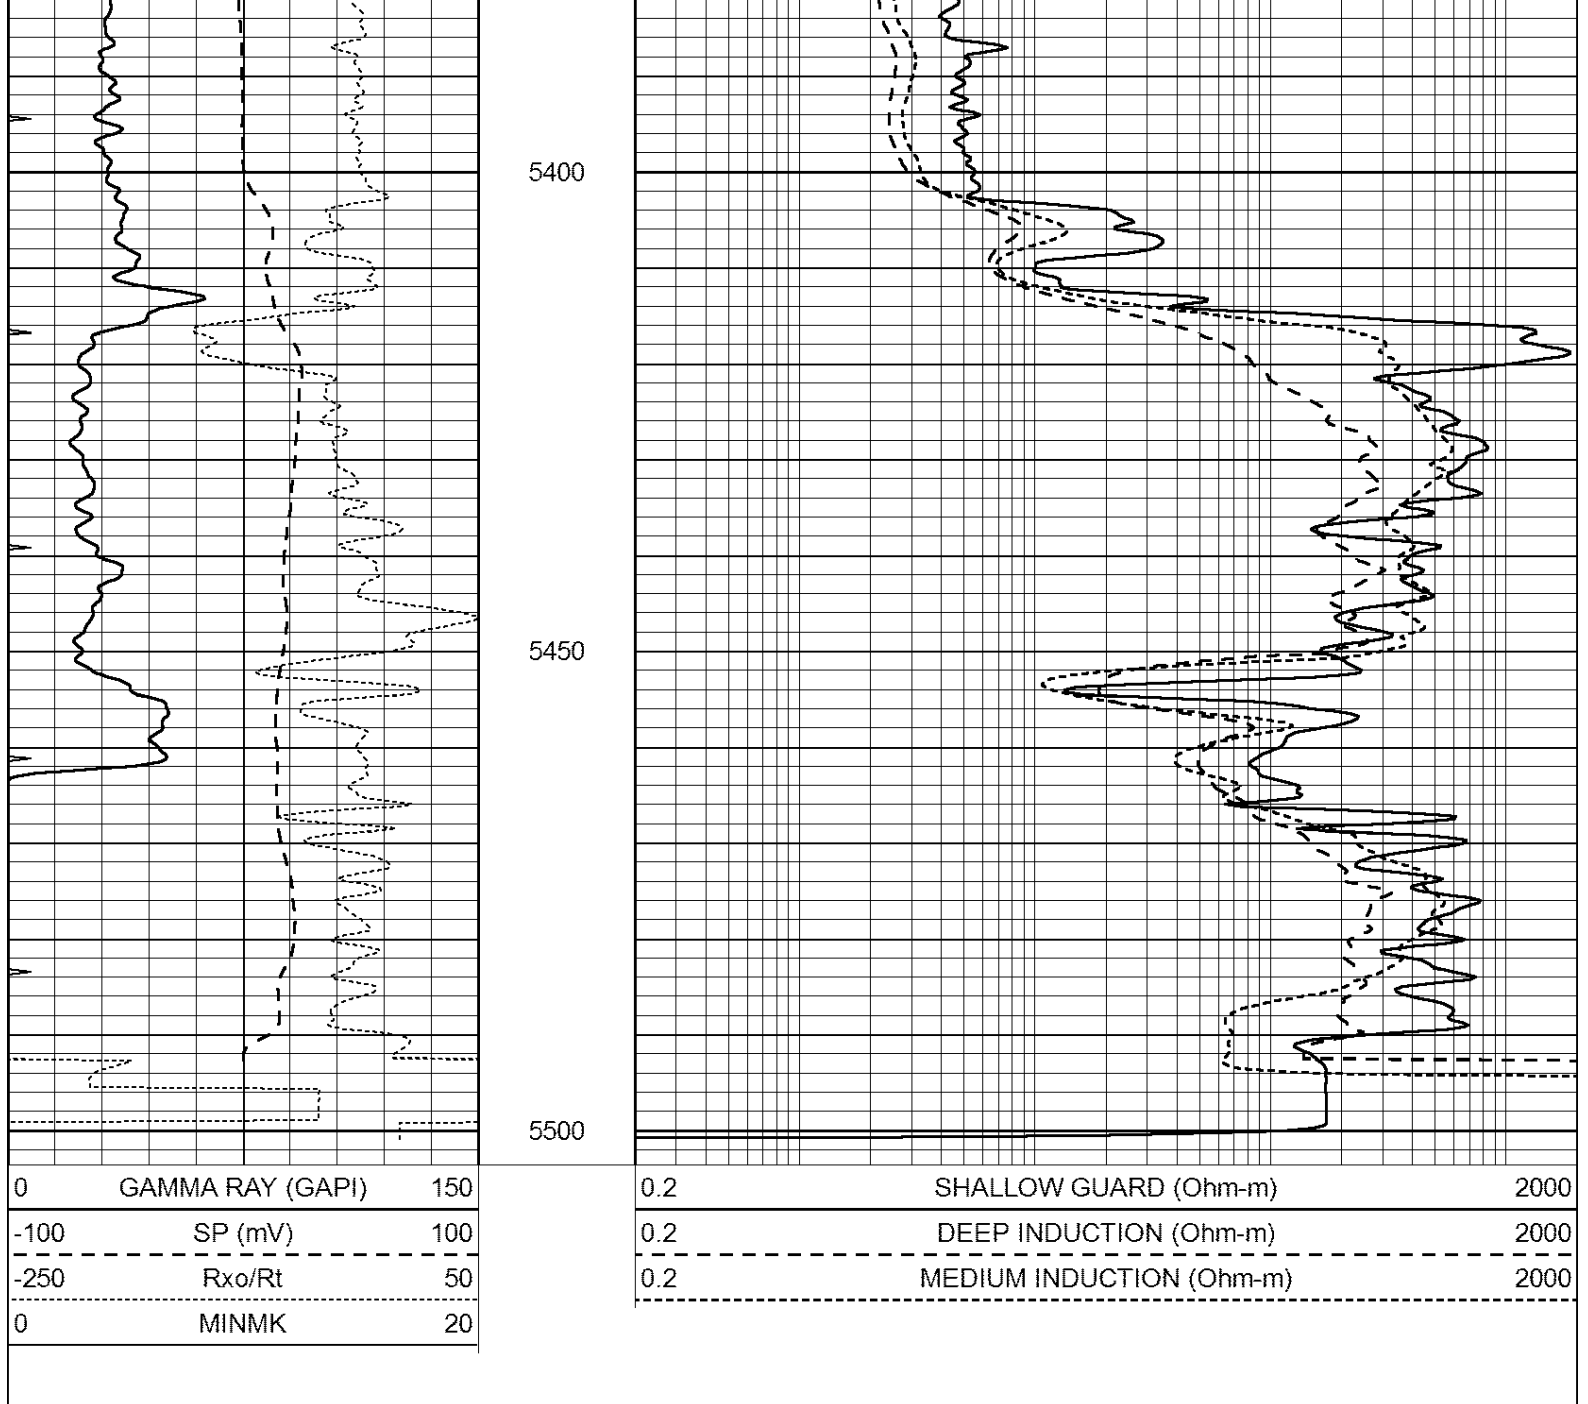 5400
5450
5500
0 GAMMA RAY (GAPI) 150
-100 SP (mV) 100
-250 Rxo/Rt 50
0 MINMK 20
0.2 SHALLOW GUARD (Ohm-m) 2000
0.2 DEEP INDUCTION (Ohm-m) 2000
0.2 MEDIUM INDUCTION (Ohm-m) 2000